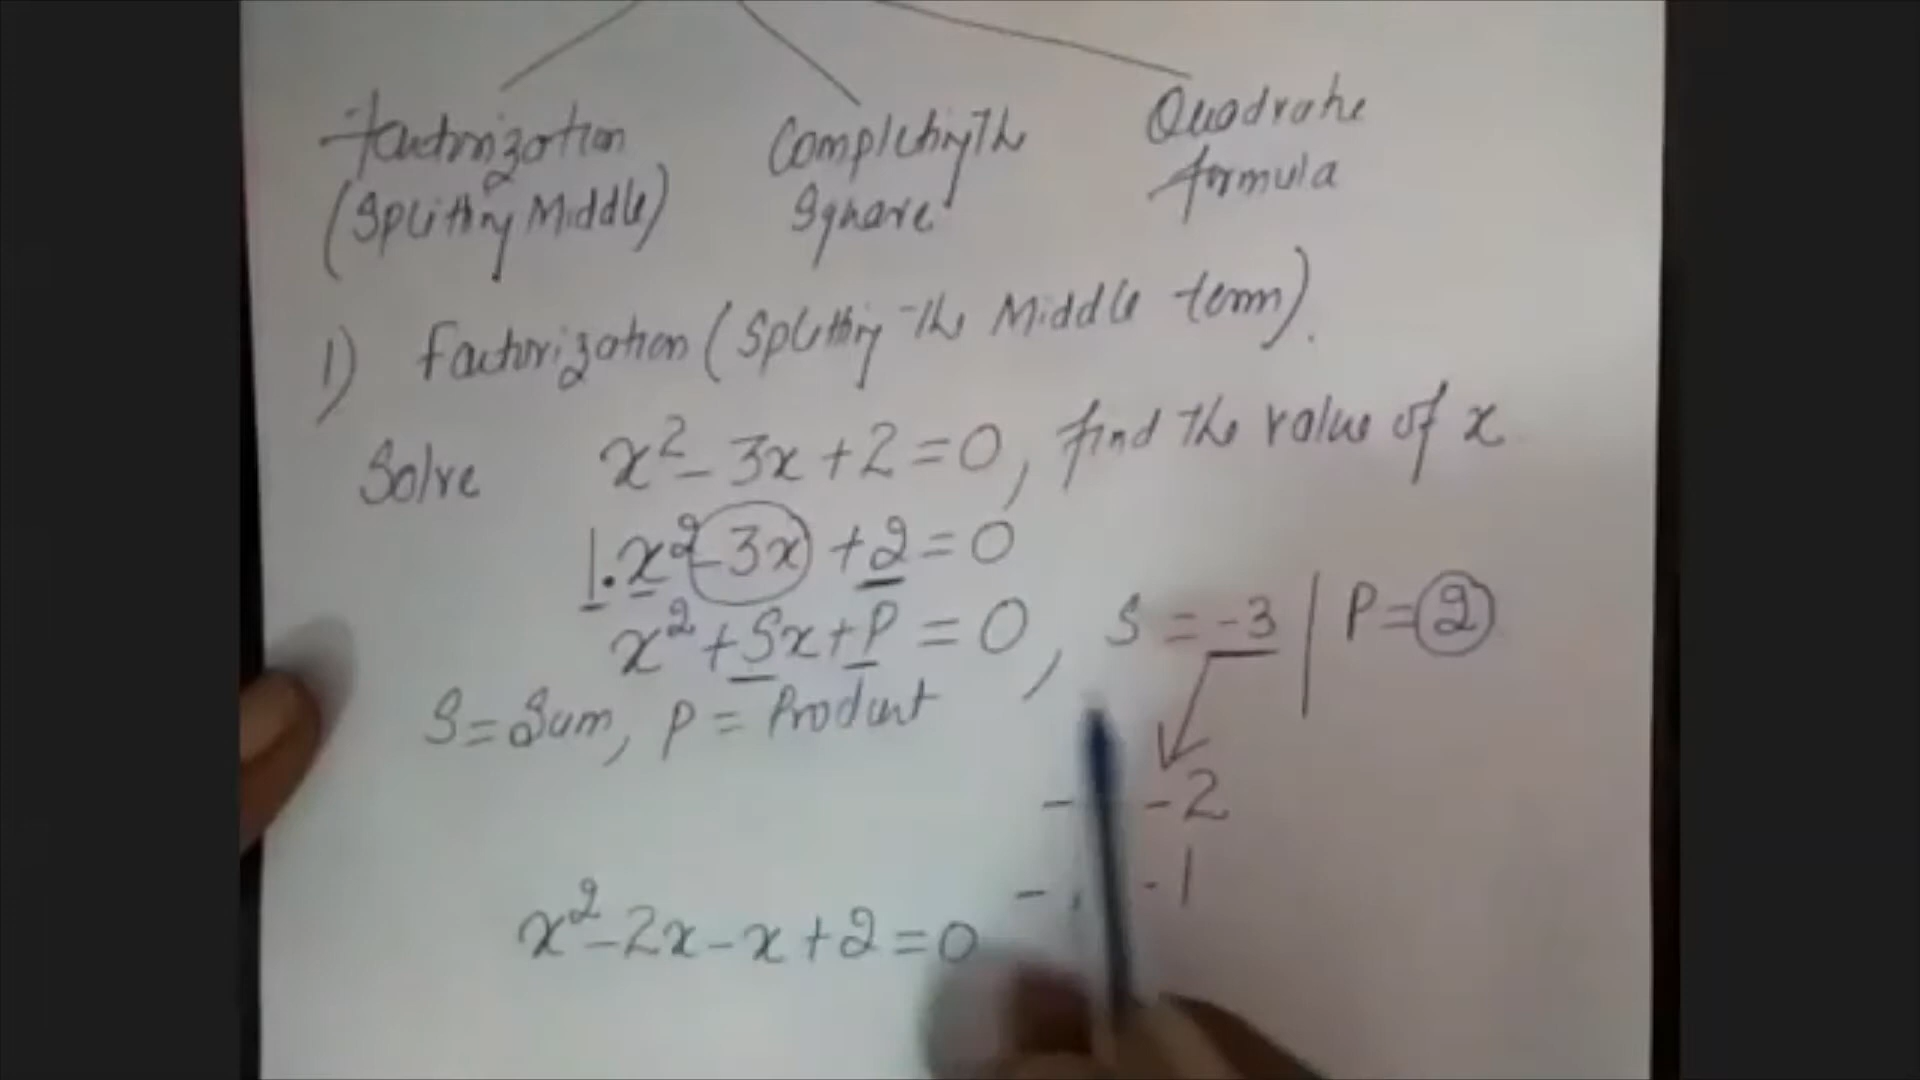 Factorization Completing The Quadratic
(Splitting Middle) Square formula
1) Factorization (Splitting The Middle term).
Solve x² - 3x + 2 = 0, find the value of x
1.x² - 3x + 2 = 0
x² + Sx + P = 0, S = -3 | P = 2
S = Sum, P = Product
- -2
- -1
x² - 2x - x + 2 = 0